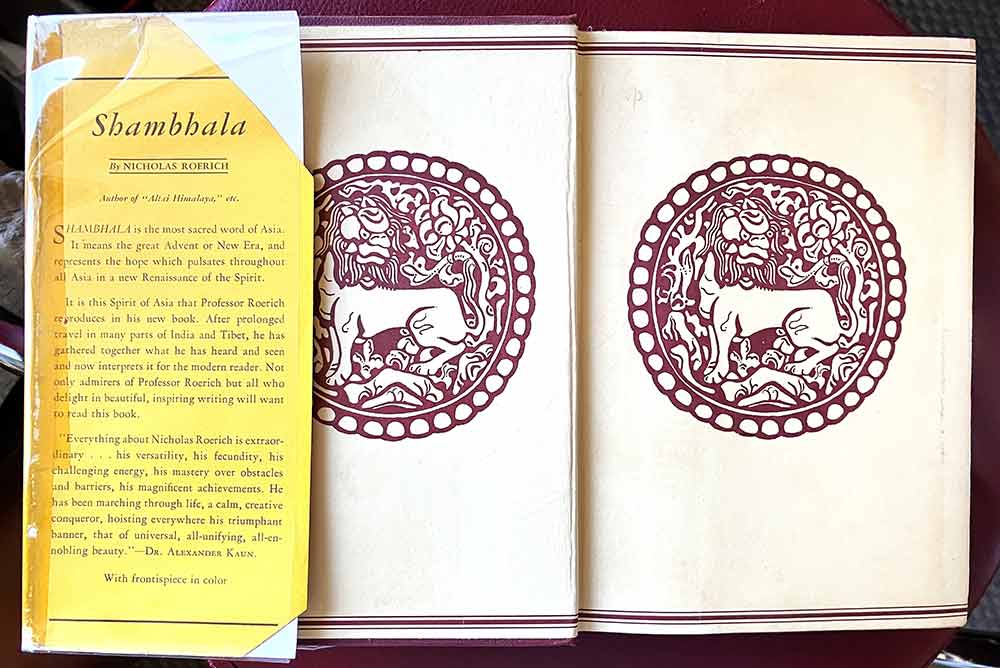 Shambhala
By NICHOLAS ROERICH
Author of "Altai Himalaya," etc.
SHAMBHALA is the most sacred word of Asia.
It means the great Advent or New Era, and
represents the hope which pulsates throughout
all Asia in a new Renaissance of the Spirit.
It is this Spirit of Asia that Professor Roerich
reproduces in his new book. After prolonged
travel in many parts of India and Tibet, he has
gathered together what he has heard and seen
and now interprets it for the modern reader. Not
only admirers of Professor Roerich but all who
delight in beautiful, inspiring writing will want
to read this book.
"Everything about Nicholas Roerich is extraor-
dinary . . . his versatility, his fecundity, his
challenging energy, his mastery over obstacles
and barriers, his magnificent achievements. He
has been marching through life, a calm, creative
conqueror, hoisting everywhere his triumphant
banner, that of universal, all-unifying, all-en-
nobling beauty."—DR. ALEXANDER KAUN.
With frontispiece in color